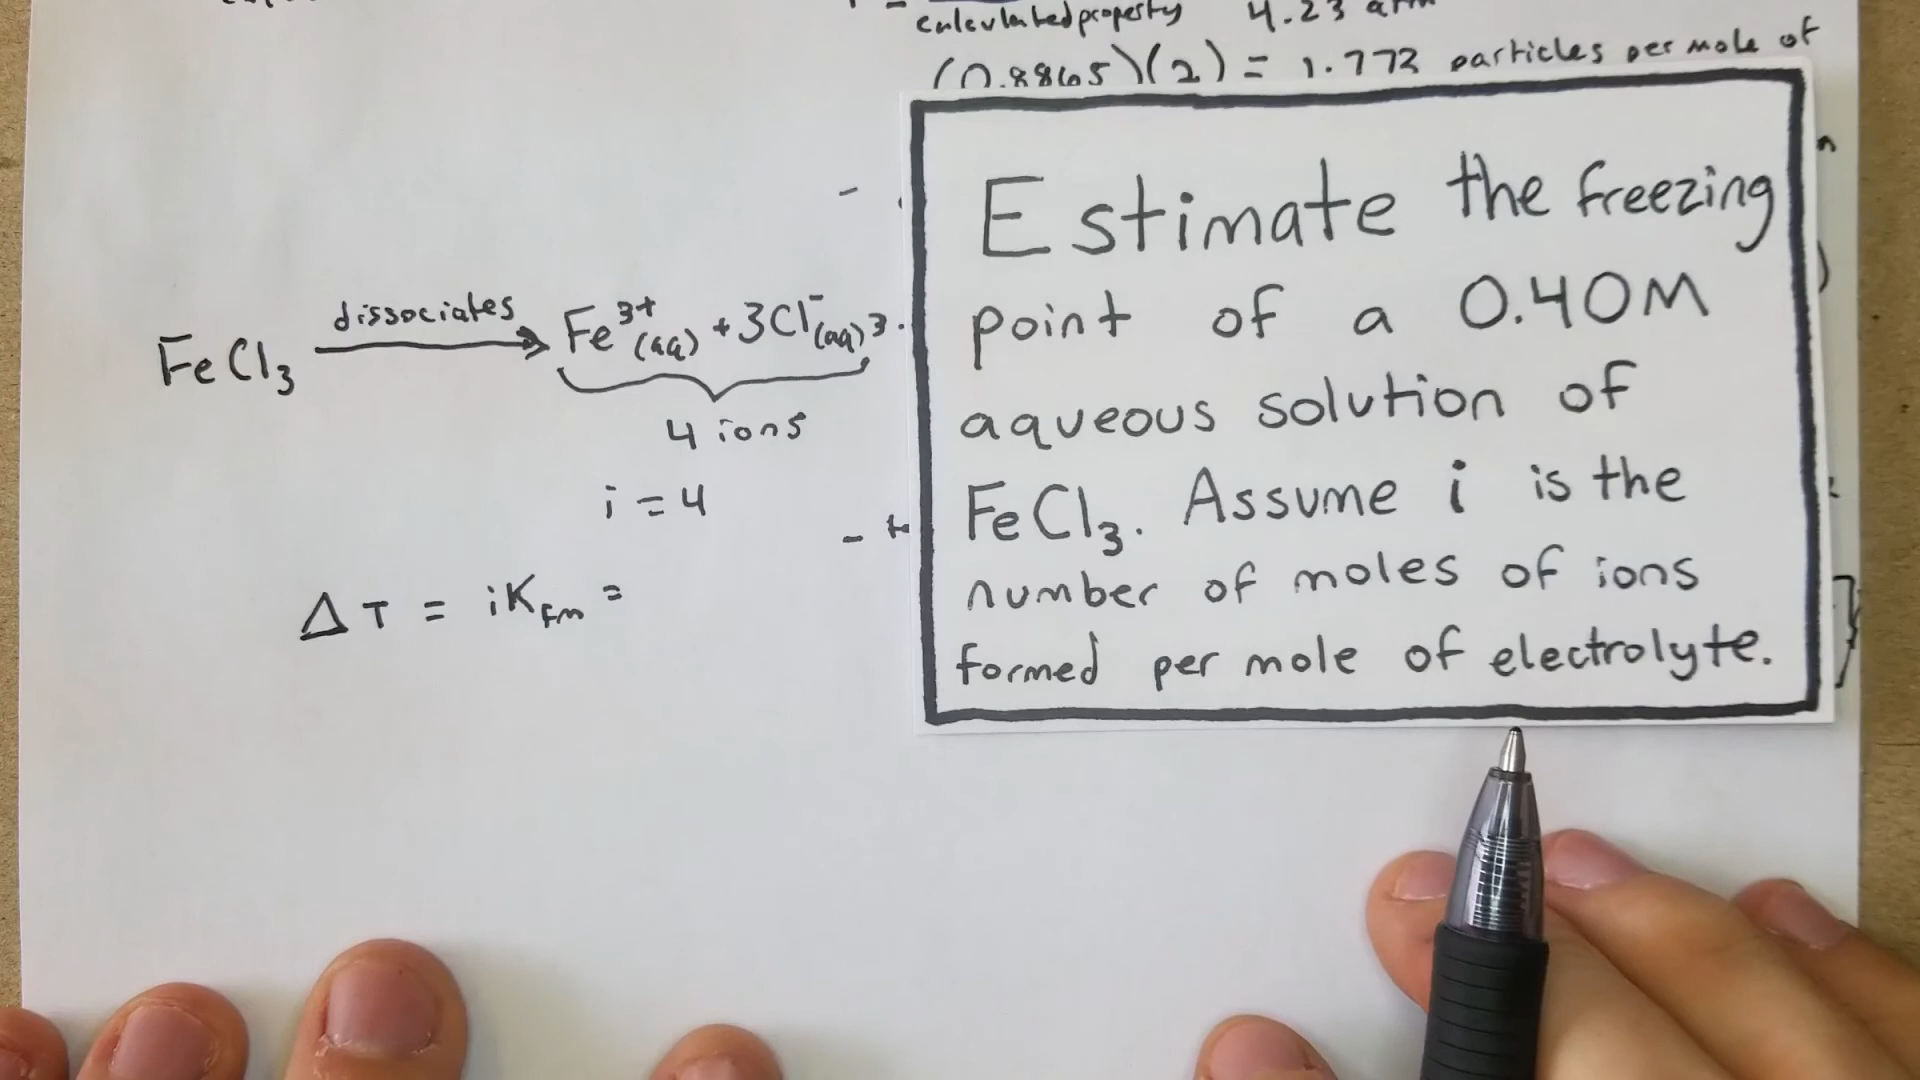 calculated property 4.23 atm
(0.8865)(2) = 1.773 particles per mole of
Estimate the freezing
point of a 0.40M
aqueous solution of
FeCl₃. Assume i is the
number of moles of ions
formed per mole of electrolyte.
FeCl₃ dissociates Fe³⁺(aq) + 3Cl⁻(aq) 3.
4 ions
i = 4
ΔT = iKfm =